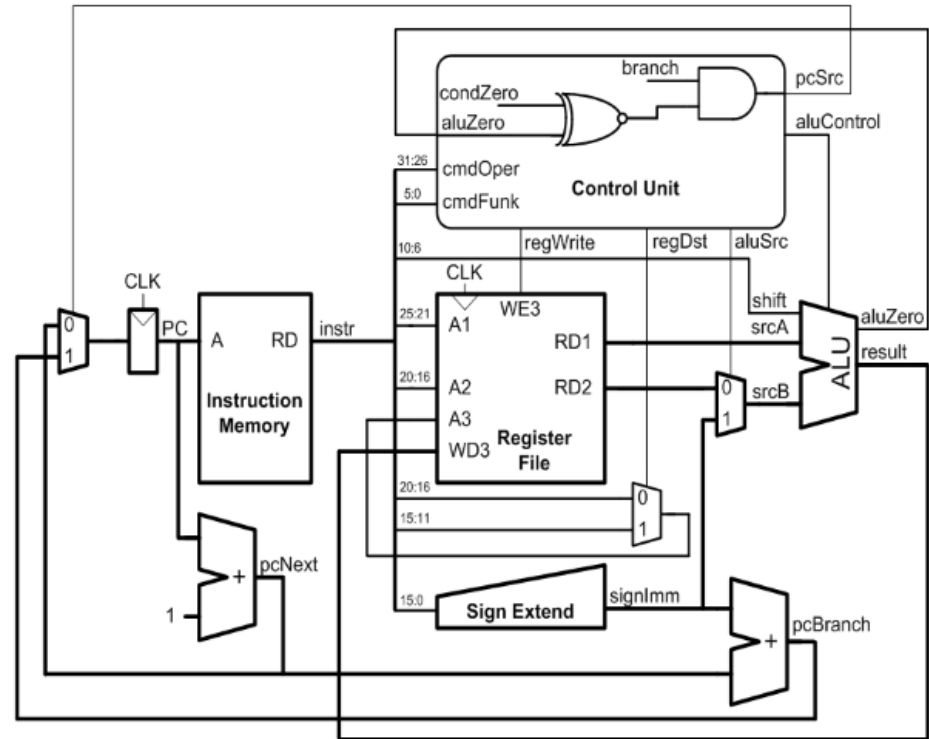 branch
pcSrc
condZero
aluZero
aluControl
31:26
cmdOper
5:0
cmdFunk
Control Unit
regWrite
regDst
aluSrc
10:6
CLK
CLK
shift
0
1
PC
A
RD
instr
25:21
A1
WE3
RD1
srcA
aluZero
result
ALU
Instruction
Memory
20:16
A2
RD2
0
1
srcB
A3
WD3
Register
File
20:16
0
15:11
1
pcNext
+
1
15:0
Sign Extend
signImm
+
pcBranch